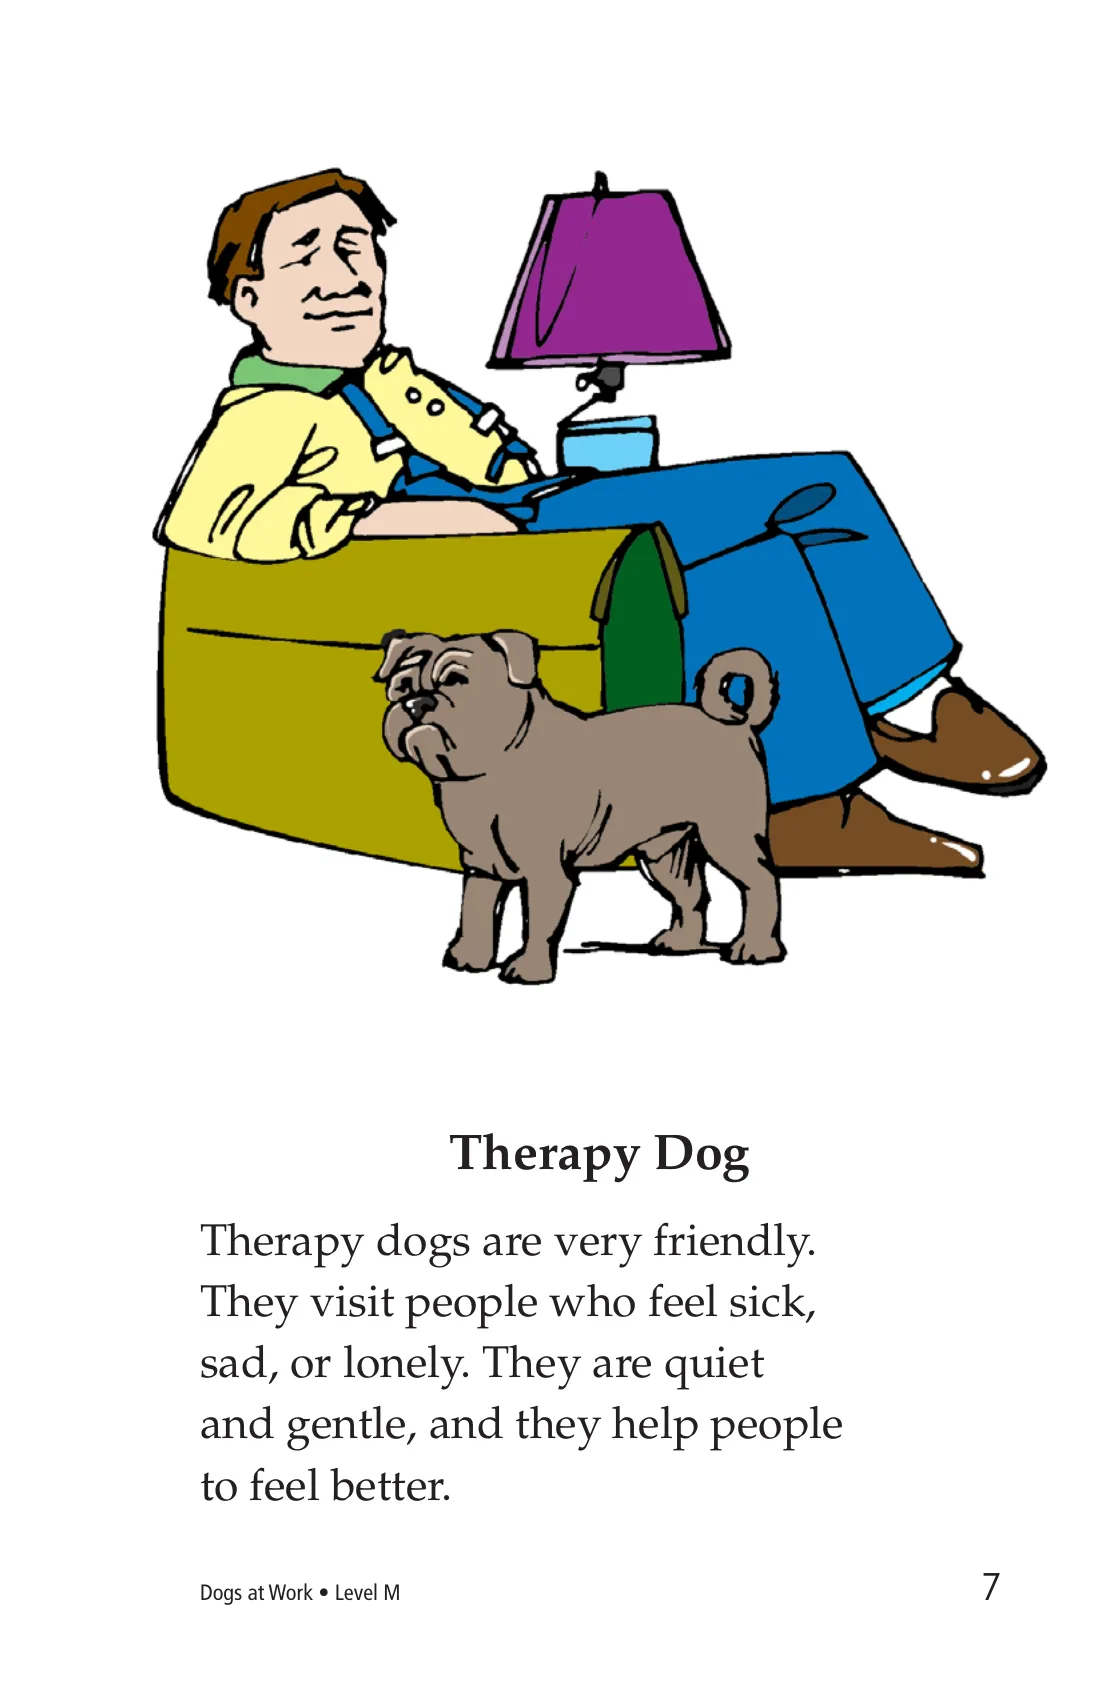 Therapy Dog
Therapy dogs are very friendly.
They visit people who feel sick,
sad, or lonely. They are quiet
and gentle, and they help people
to feel better.
Dogs at Work • Level M
7